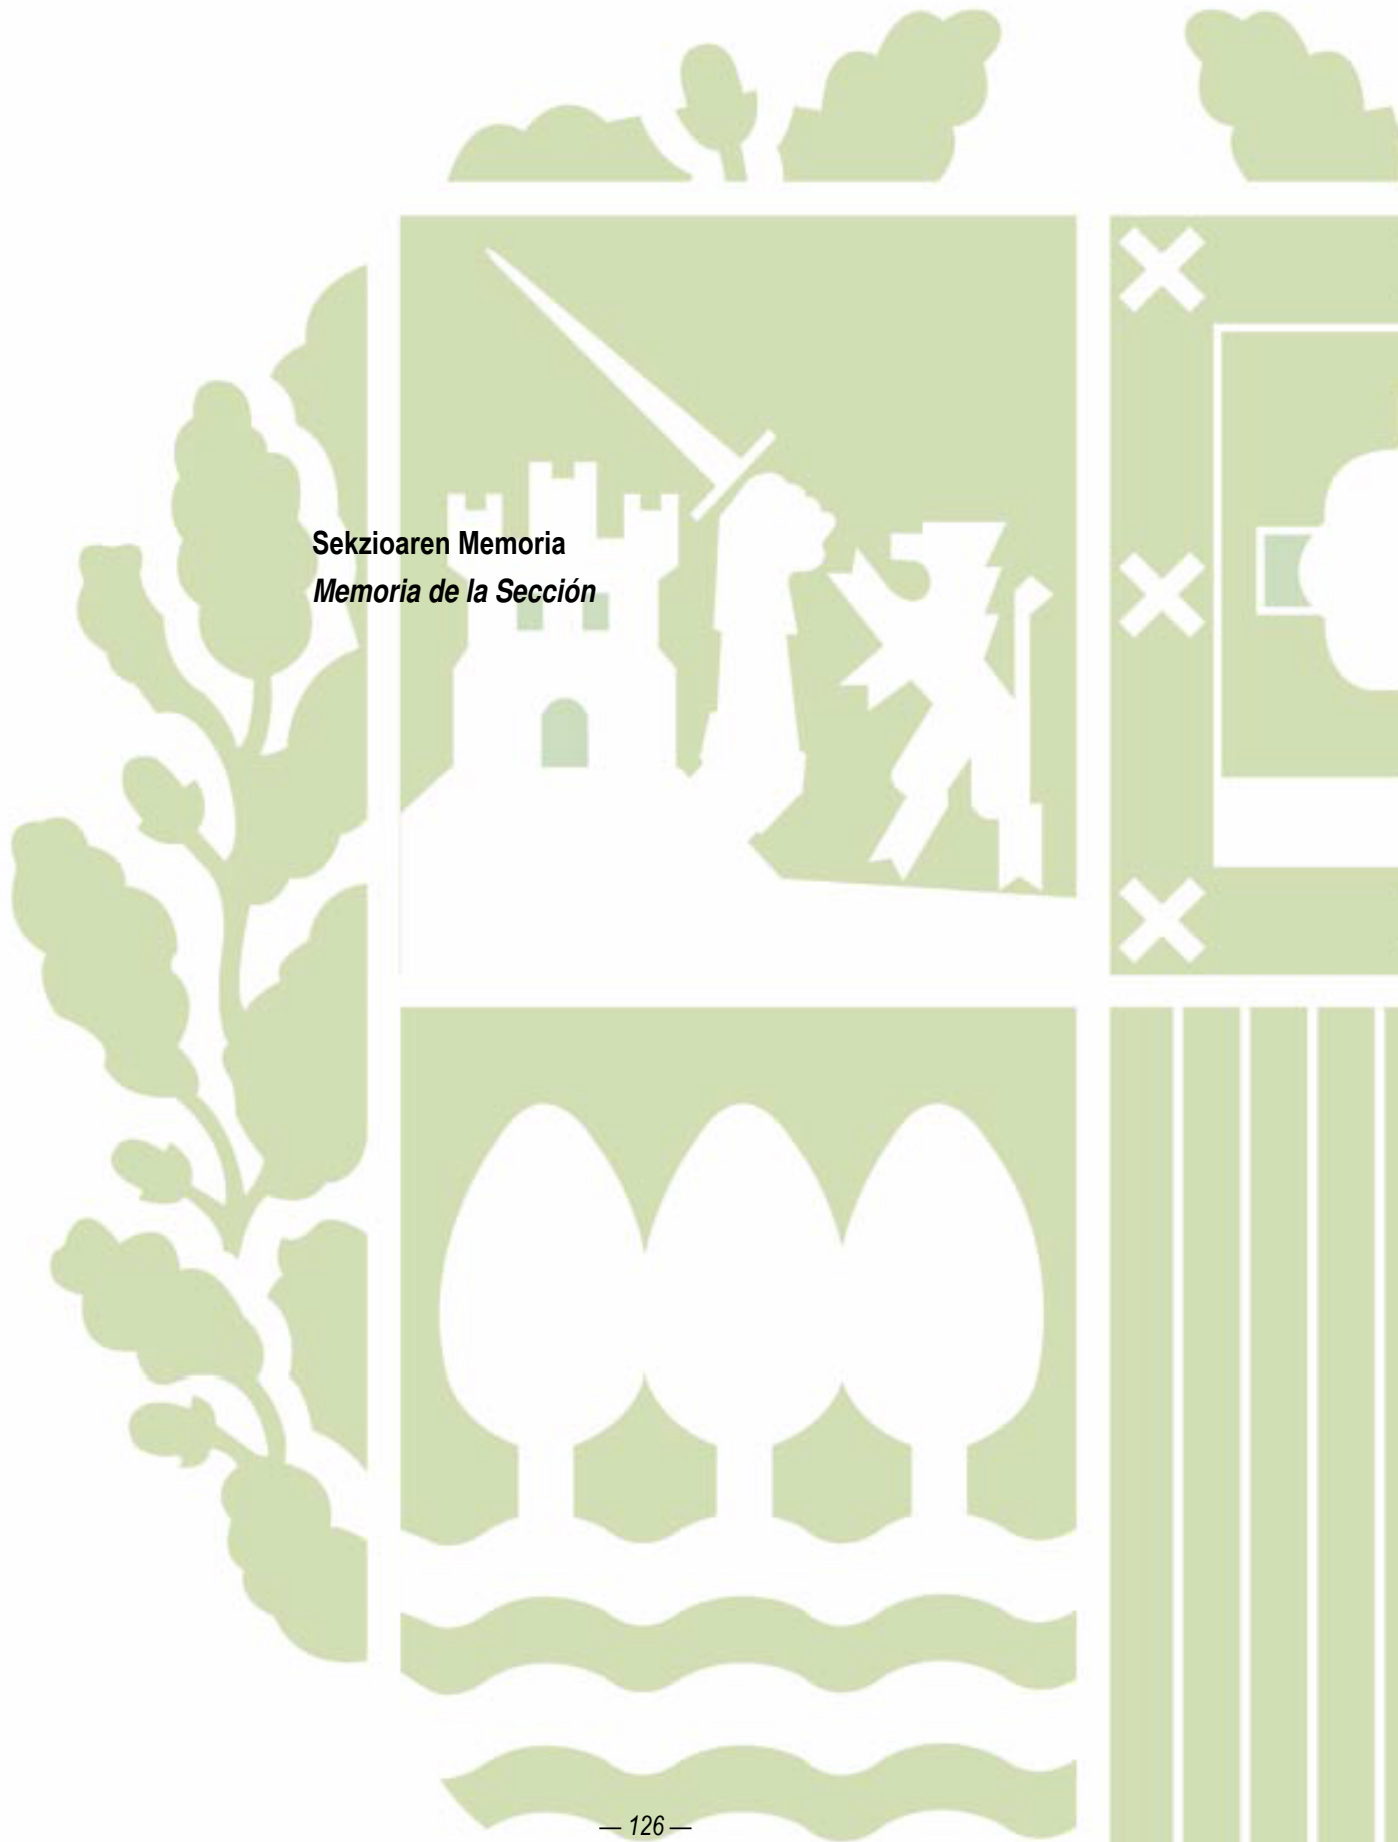 Sekzioaren Memoria
Memoria de la Sección
— 126 —